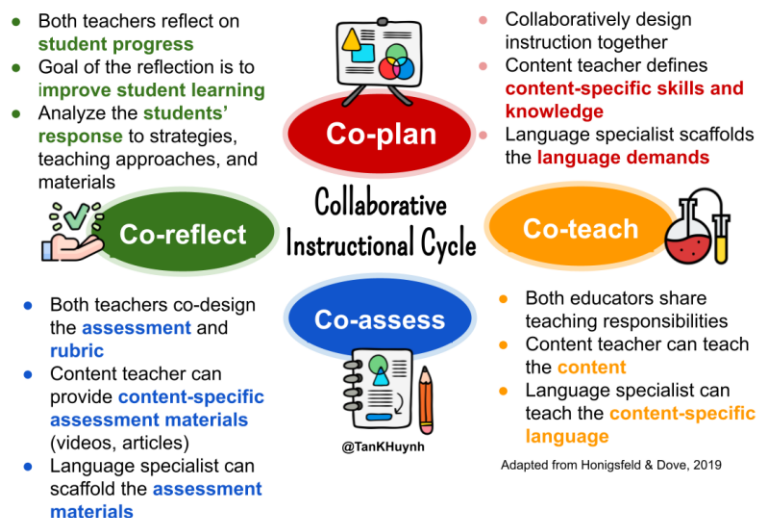 ● Both teachers reflect on
student progress
● Goal of the reflection is to
improve student learning
● Analyze the students’
response to strategies,
teaching approaches, and
materials
Co-plan
● Collaboratively design
instruction together
● Content teacher defines
content-specific skills and
knowledge
● Language specialist scaffolds
the language demands
Co-reflect
Collaborative
Instructional Cycle
Co-teach
● Both teachers co-design
the assessment and
rubric
● Content teacher can
provide content-specific
assessment materials
(videos, articles)
● Language specialist can
scaffold the assessment
materials
Co-assess
@TanKHuynh
● Both educators share
teaching responsibilities
● Content teacher can teach
the content
● Language specialist can
teach the content-specific
language
Adapted from Honigsfeld & Dove, 2019